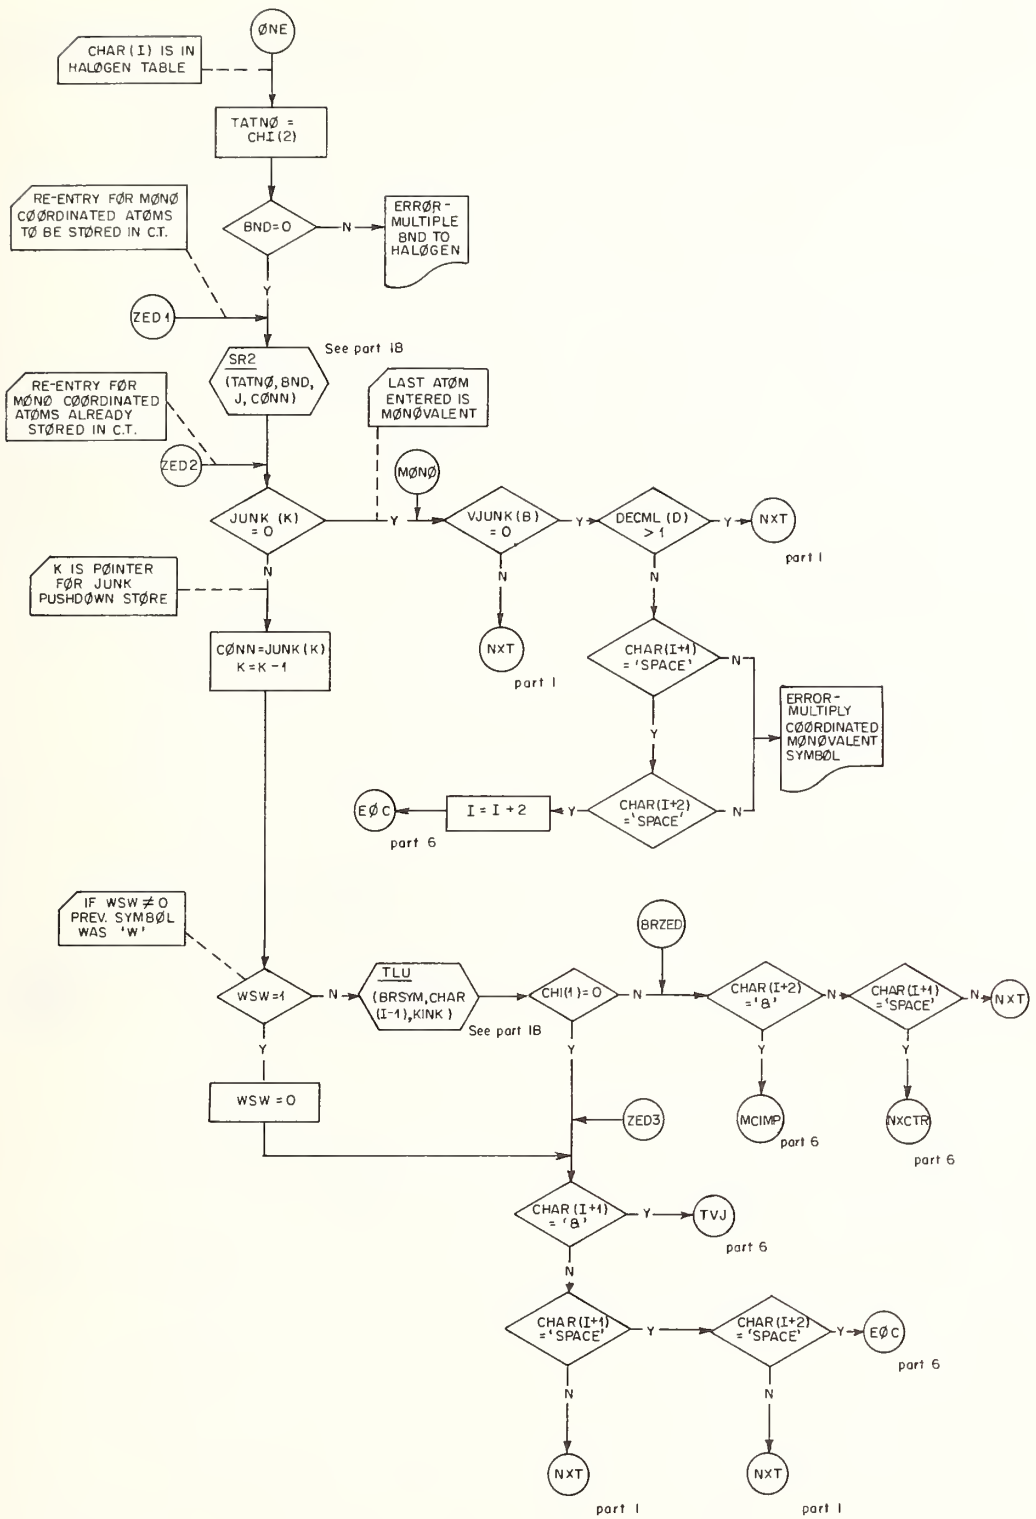 ØNE
CHAR (I) IS IN
HALØGEN TABLE
TATNØ =
CHI(2)
RE-ENTRY FØR MØNØ
CØØRDINATED ATØMS
TØ BE STØRED IN C.T.
BND=0
N
ERRØR-
MULTIPLE
BND TO
HALØGEN
Y
ZED1
See part 1B
SR2
(TATNØ, BND,
J, CØNN)
RE-ENTRY FØR
MØNØ CØØRDINATED
ATØMS ALREADY
STØRED IN C.T.
LAST ATØM
ENTERED IS
MØNØVALENT
ZED2
MØNØ
JUNK (K)
= 0
Y
VJUNK(8)
= 0
Y
DECML (D)
> 1
Y
NXT
part 1
N
N
N
K IS PØINTER
FØR JUNK
PUSHDØWN STØRE
CØNN=JUNK(K)
K=K-1
NXT
part 1
CHAR(I+1)
='SPACE'
N
ERROR-
MULTIPLY
CØØRDINATED
MØNØVALENT
SYMBØL
Y
EØC
part 6
I = I + 2
Y
CHAR(I+2)
='SPACE'
N
IF WSW ≠ 0
PREV. SYMBØL
WAS 'W'
BRZED
WSW=1
N
TLU
(BRSYM, CHAR
(I-1), KINK)
See part 1B
CHI(1)=0
N
CHAR(I+2)
='8'
N
CHAR(I+1)
='SPACE'
N
NXT
Y
Y
Y
Y
WSW = 0
ZED3
MCIMP
part 6
NXCTR
part 6
CHAR (I+1)
= '8'
Y
TVJ
part 6
N
CHAR(I+1)
='SPACE'
Y
CHAR(I+2)
='SPACE'
Y
EØC
part 6
N
N
NXT
part 1
NXT
part 1